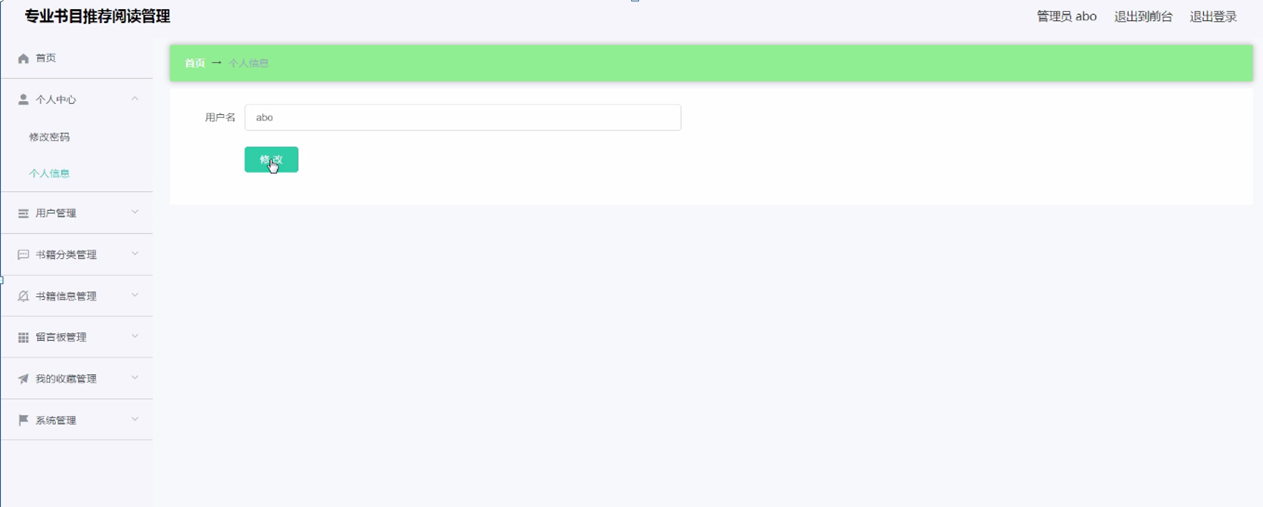 专业书目推荐阅读管理
管理员 abo 退出到前台 退出登录
首页
首页 → 个人信息
个人中心
用户名 abo
修改密码
修改
个人信息
用户管理
书籍分类管理
书籍信息管理
留言板管理
我的收藏管理
系统管理